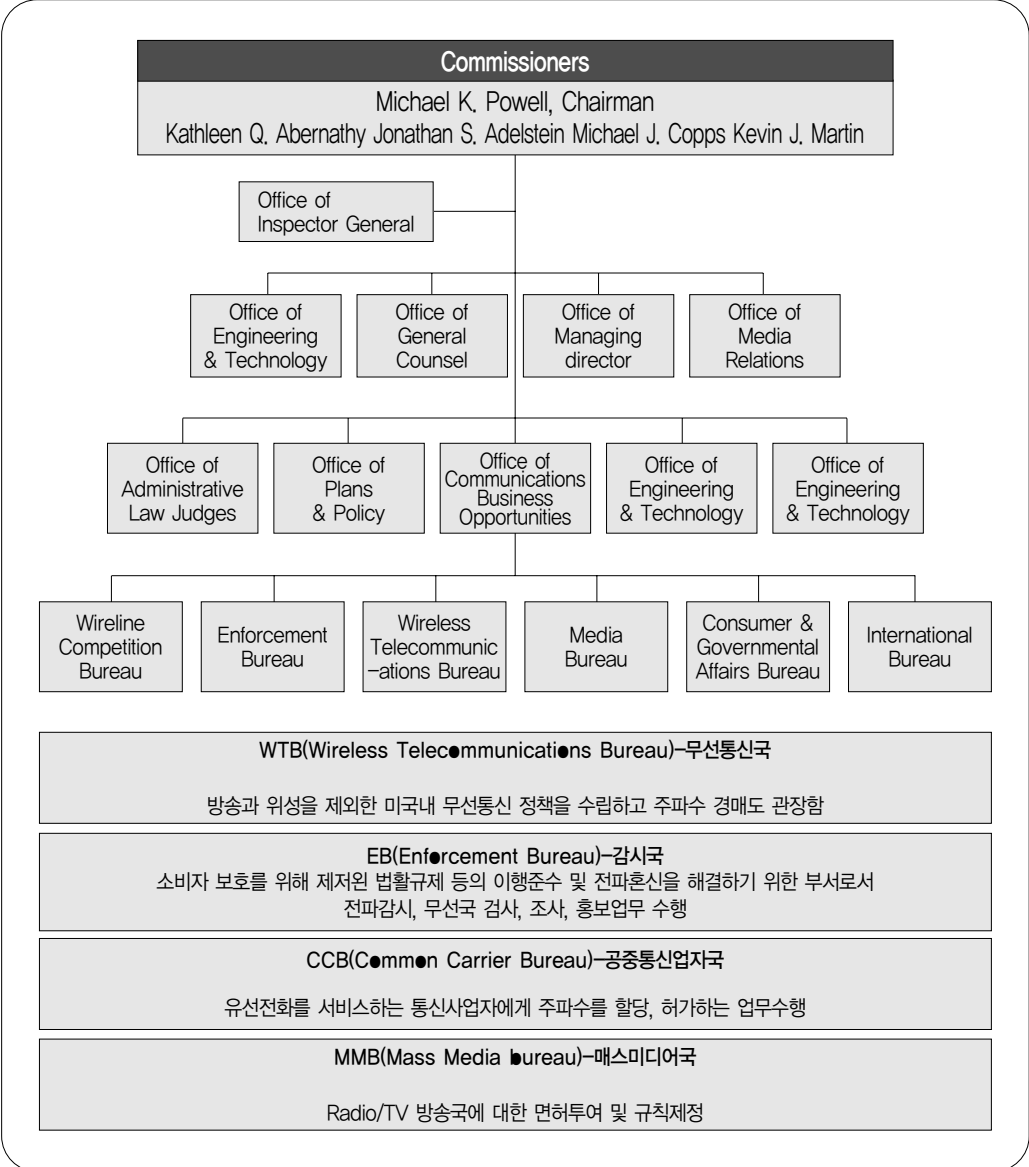 Commissioners
Michael K. Powell, Chairman
Kathleen Q. Abernathy Jonathan S. Adelstein Michael J. Copps Kevin J. Martin
Office of
Inspector General
Office of
Engineering
& Technology
Office of
General
Counsel
Office of
Managing
director
Office of
Media
Relations
Office of
Administrative
Law Judges
Office of
Plans
& Policy
Office of
Communications
Business
Opportunities
Office of
Engineering
& Technology
Office of
Engineering
& Technology
Wireline
Competition
Bureau
Enforcement
Bureau
Wireless
Telecommunic
-ations Bureau
Media
Bureau
Consumer &
Governmental
Affairs Bureau
International
Bureau
WTB(Wireless Telecommunications Bureau)-무선통신국
방송과 위성을 제외한 미국내 무선통신 정책을 수립하고 주파수 경매도 관장함
EB(Enforcement Bureau)-감시국
소비자 보호를 위해 제저왼 법활규제 등의 이행준수 및 전파혼신을 해결하기 위한 부서로서
전파감시, 무선국 검사, 조사, 홍보업무 수행
CCB(Common Carrier Bureau)-공중통신업자국
유선전화를 서비스하는 통신사업자에게 주파수를 할당, 허가하는 업무수행
MMB(Mass Media bureau)-매스미디어국
Radio/TV 방송국에 대한 면허투여 및 규칙제정